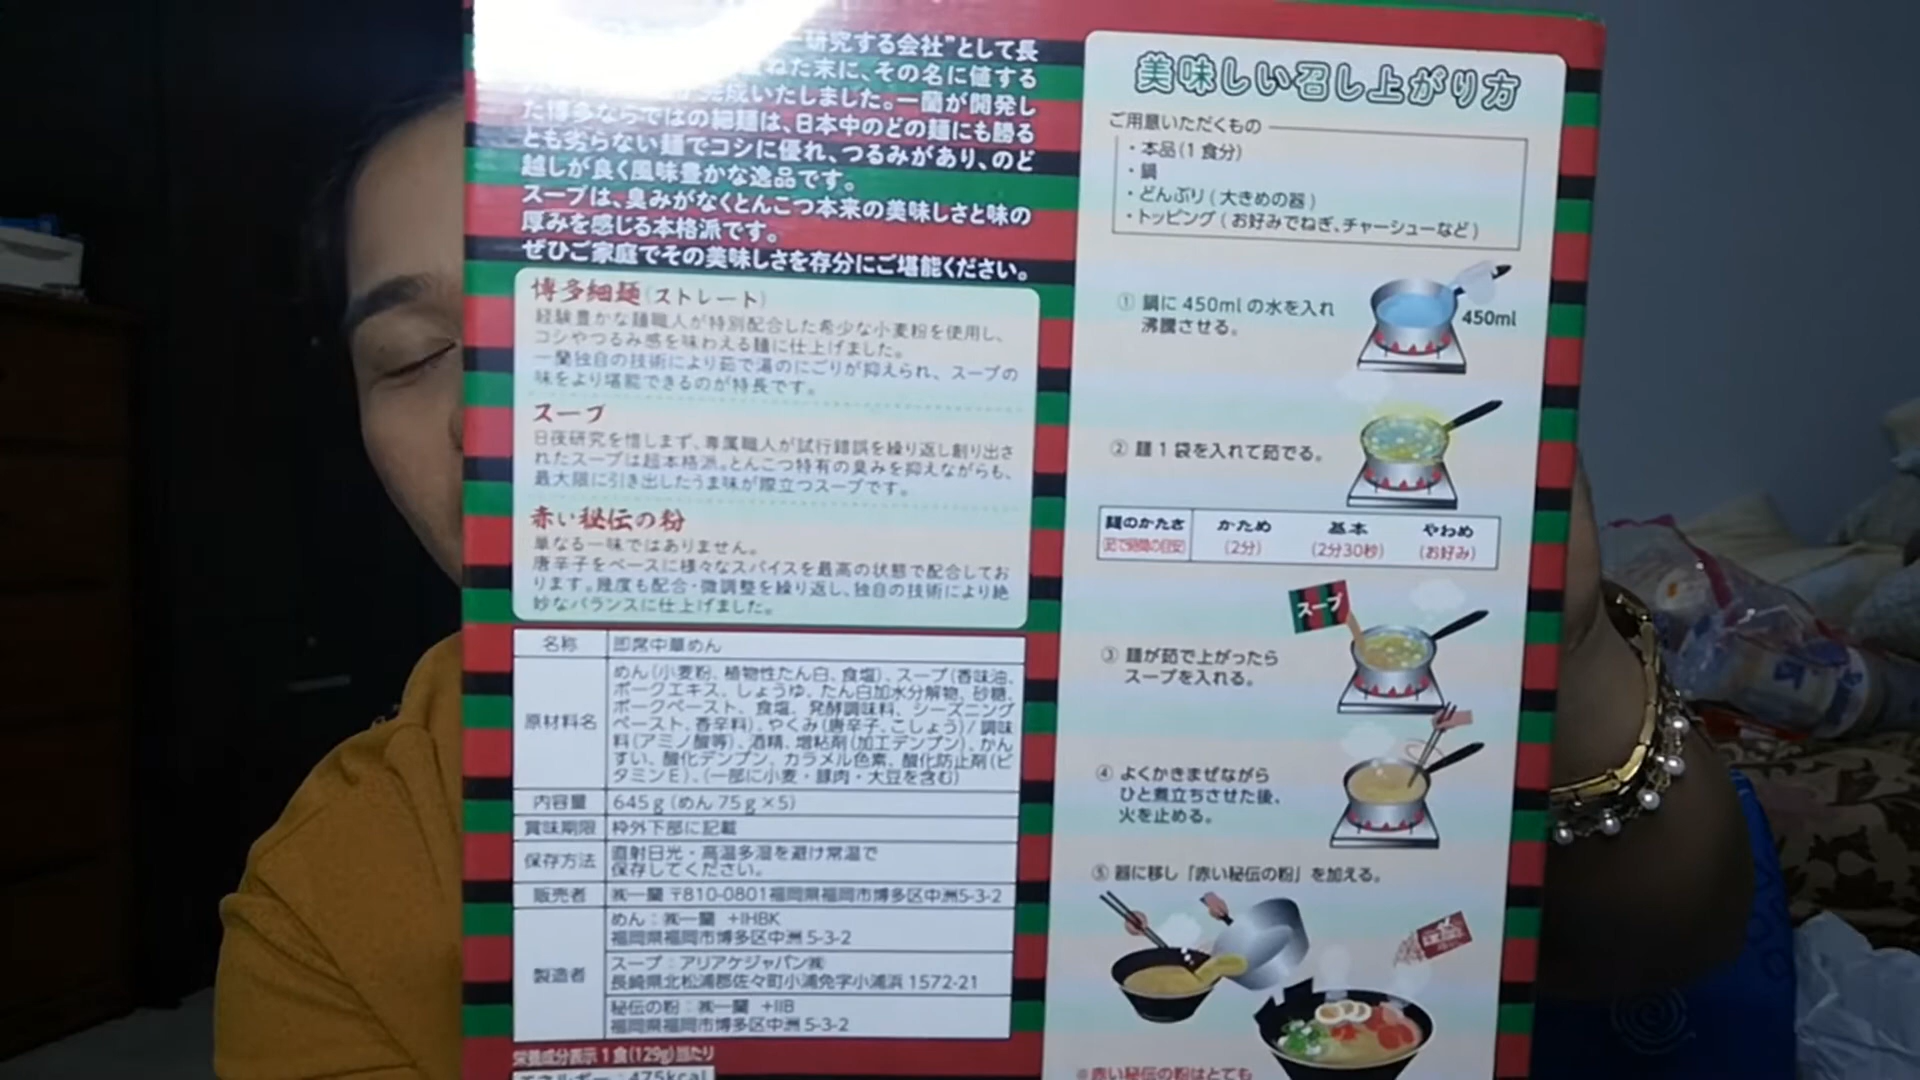 研究する会社”として長
ねた末に、その名に値する
完成いたしました。一蘭が開発し
た博多ならではの細麺は、日本中のどの麺にも勝る
とも劣らない麺でコシに優れ、つるみがあり、のど
越しが良く風味豊かな逸品です。
スープは、臭みがなくとんこつ本来の美味しさと味の
厚みを感じる本格派です。
ぜひご家庭でその美味しさを存分にご堪能ください。
博多細麺(ストレート)
経験豊かな麺職人が特別配合した希少な小麦粉を使用し、
コシやつるみ感を味わえる麺に仕上げました。
一蘭独自の技術により茹で湯のにごりが抑えられ、スープの
味をより堪能できるのが特長です。
スープ
日夜研究を惜しまず、専属職人が試行錯誤を繰り返し創り出さ
れたスープは超本格派。とんこつ特有の臭みを抑えながらも、
最大限に引き出したうま味が際立つスープです。
赤い秘伝の粉
単なる一味ではありません。
唐辛子をベースに様々なスパイスを最高の状態で配合してお
ります。幾度も配合・微調整を繰り返し、独自の技術により絶
妙なバランスに仕上げました。
名称 即席中華めん
原材料名
めん(小麦粉、植物性たん白、食塩)、スープ(香味油、
ポークエキス、しょうゆ、たん白加水分解物、砂糖、
ポークペースト、食塩、発酵調味料、シーズニング
ペースト、香辛料)、やくみ(唐辛子、こしょう)/調味
料(アミノ酸等)、酒精、増粘剤(加工デンプン)、かん
すい、酸化デンプン、カラメル色素、酸化防止剤(ビ
タミンE)、(一部に小麦・豚肉・大豆を含む)
内容量 645g(めん75g×5)
賞味期限 枠外下部に記載
保存方法 直射日光・高温多湿を避け常温で
保存してください。
販売者 ㈱一蘭 〒810-0801福岡県福岡市博多区中洲5-3-2
製造者
めん:㈱一蘭 +IHBK
福岡県福岡市博多区中洲5-3-2
スープ:アリアケジャパン㈱
長崎県北松浦郡佐々町小浦免字小浦浜1572-21
秘伝の粉:㈱一蘭 +IIB
福岡県福岡市博多区中洲5-3-2
栄養成分表示1食(129g)当たり
エネルギー:475kcal
美味しい召し上がり方
ご用意いただくもの
・本品(1食分)
・鍋
・どんぶり(大きめの器)
・トッピング(お好みでねぎ、チャーシューなど)
① 鍋に450mlの水を入れ
沸騰させる。
450ml
② 麺1袋を入れて茹でる。
麺のかたさ かため 基本 やわめ
(茹で時間の目安) (2分) (2分30秒) (お好み)
スープ
③ 麺が茹で上がったら
スープを入れる。
④ よくかきまぜながら
ひと煮立ちさせた後、
火を止める。
⑤ 器に移し「赤い秘伝の粉」を加える。
※赤い秘伝の粉はとても